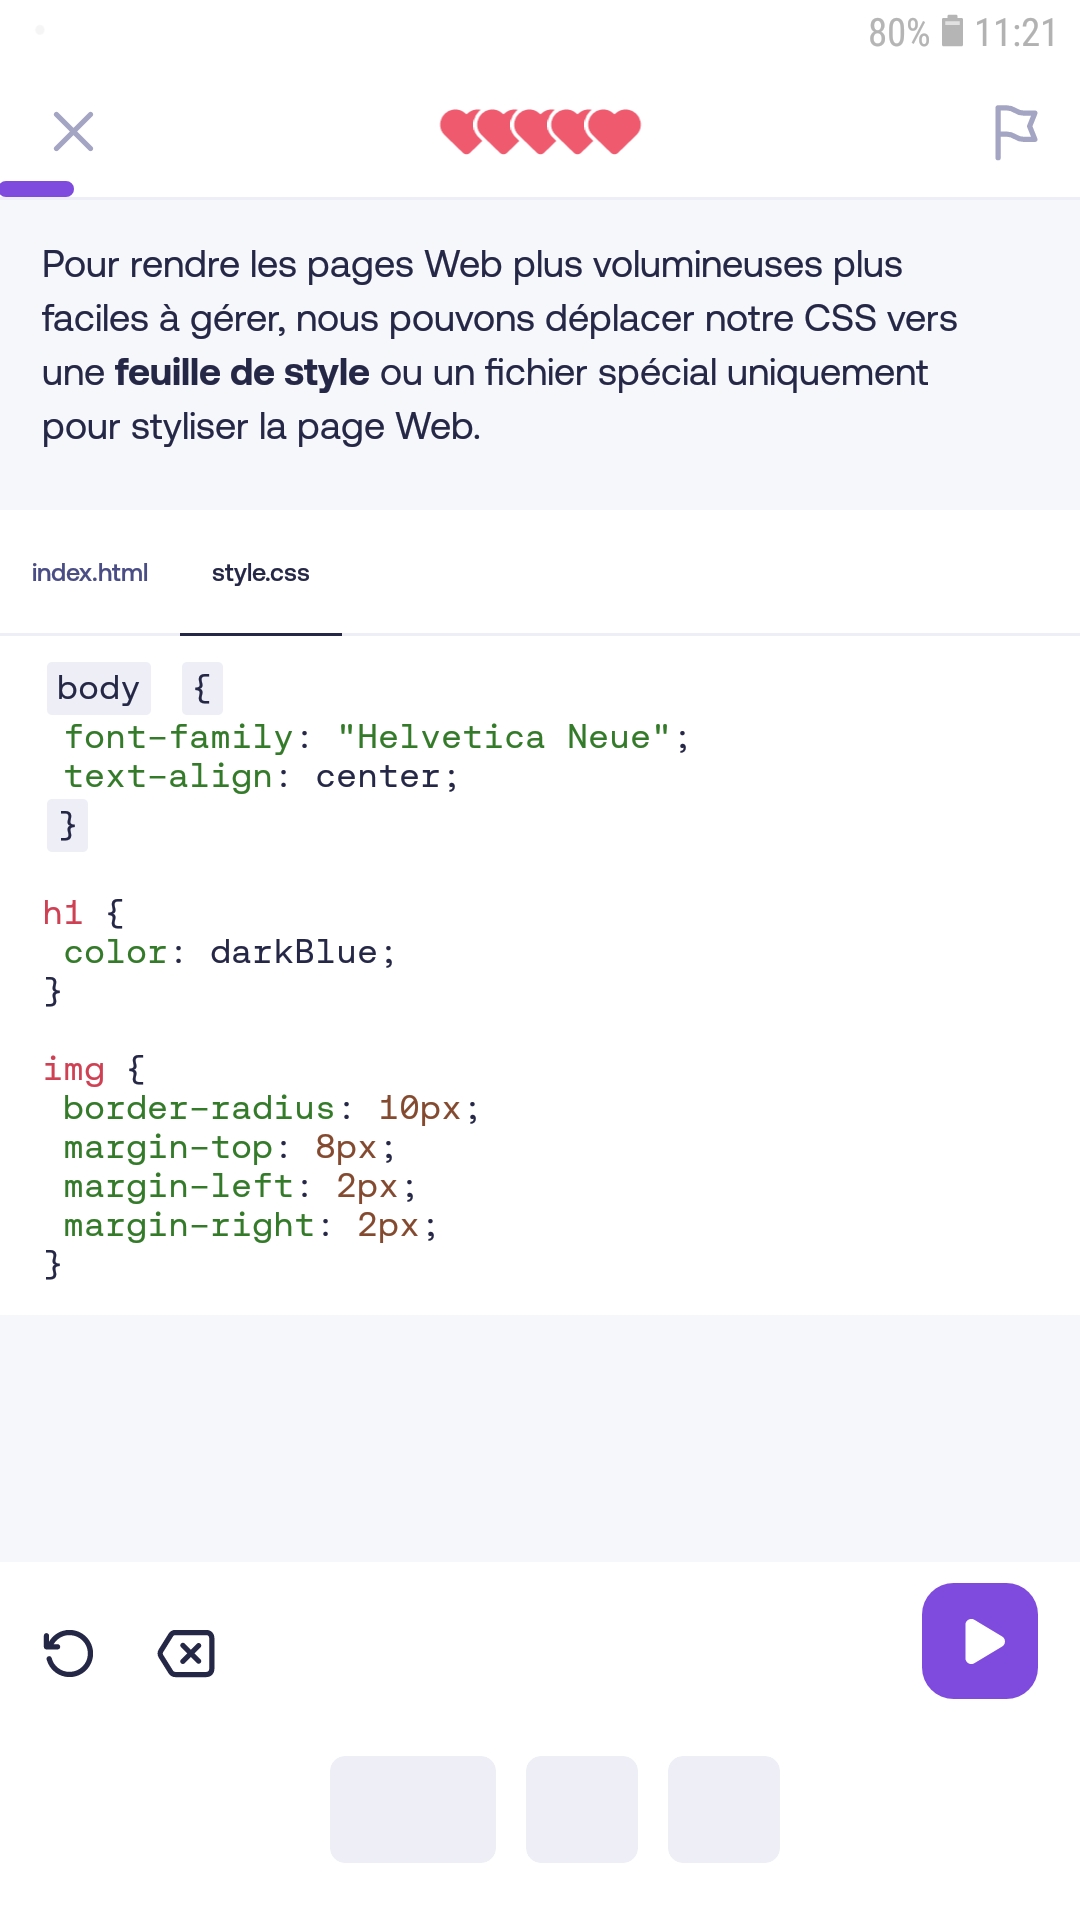 80% 11:21
Pour rendre les pages Web plus volumineuses plus
faciles à gérer, nous pouvons déplacer notre CSS vers
une feuille de style ou un fichier spécial uniquement
pour styliser la page Web.
index.html style.css
body {
font-family: "Helvetica Neue";
text-align: center;
}
h1 {
color: darkBlue;
}
img {
border-radius: 10px;
margin-top: 8px;
margin-left: 2px;
margin-right: 2px;
}